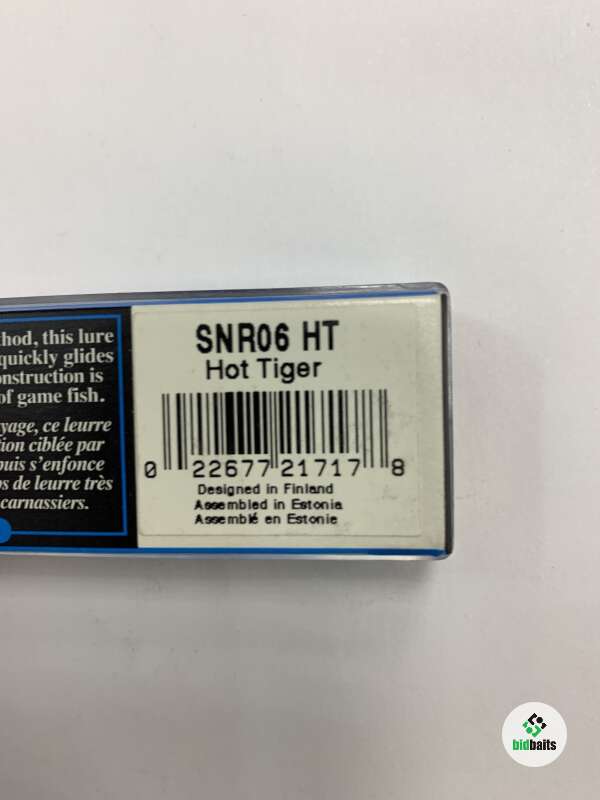 thod, this lure
quickly glides
onstruction is
of game fish.
yage, ce leurre
tion ciblée par
puis s'enfonce
ps de leurre très
carnassiers.
SNR06 HT
Hot Tiger
0 22677 21717 8
Designed in Finland
Assembled in Estonia
Assemblé en Estonie
bidbaits